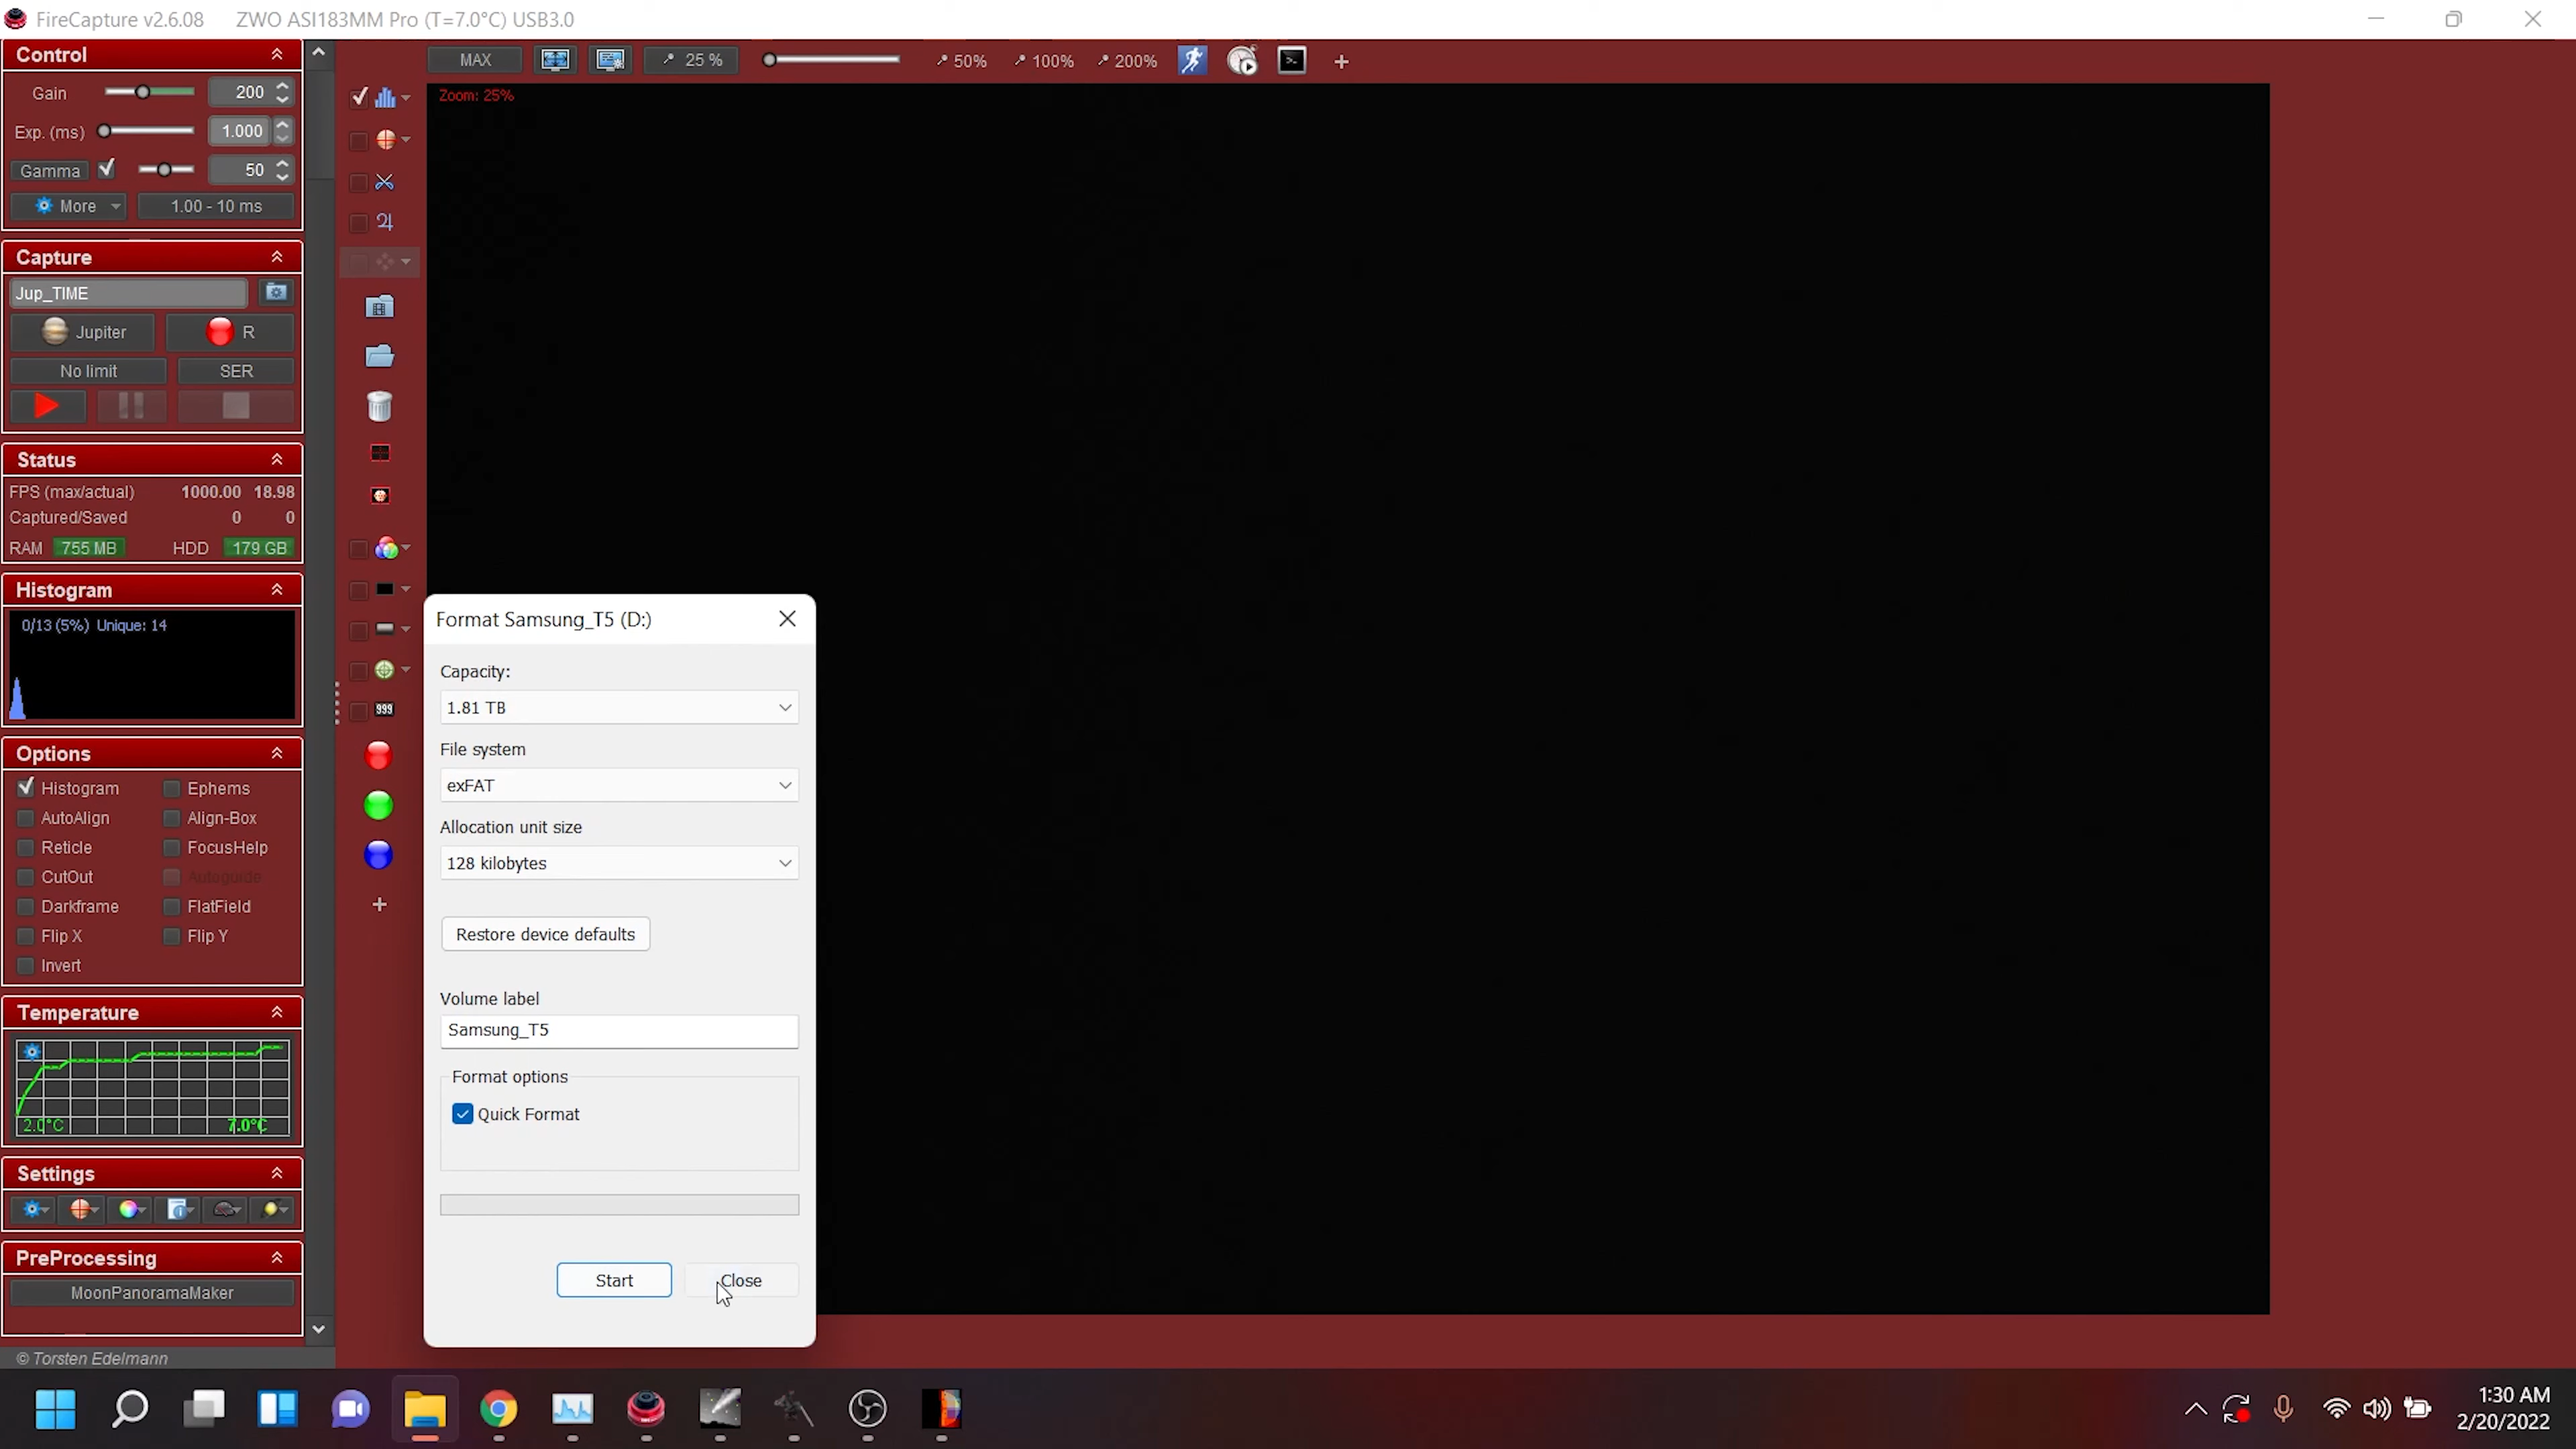 FireCapture v2.6.08 ZWO ASI183MM Pro (T=7.0°C) USB3.0
Control
Gain 200
Exp. (ms) 1.000
Gamma 50
More 1.00 - 10 ms
Capture
Jup_TIME
Jupiter R
No limit SER
Status
FPS (max/actual) 1000.00 18.98
Captured/Saved 0 0
RAM 755 MB HDD 179 GB
Histogram
0/13 (5%) Unique: 14
Options
Histogram Ephems
AutoAlign Align-Box
Reticle FocusHelp
CutOut Autoguide
Darkframe FlatField
Flip X Flip Y
Invert
Temperature
2.0°C 7.0°C
Settings
PreProcessing
MoonPanoramaMaker
© Torsten Edelmann
MAX 25 % 50% 100% 200% +
Zoom: 25%
999
+
Format Samsung_T5 (D:)
Capacity:
1.81 TB
File system
exFAT
Allocation unit size
128 kilobytes
Restore device defaults
Volume label
Samsung_T5
Format options
Quick Format
Start Close
1:30 AM
2/20/2022